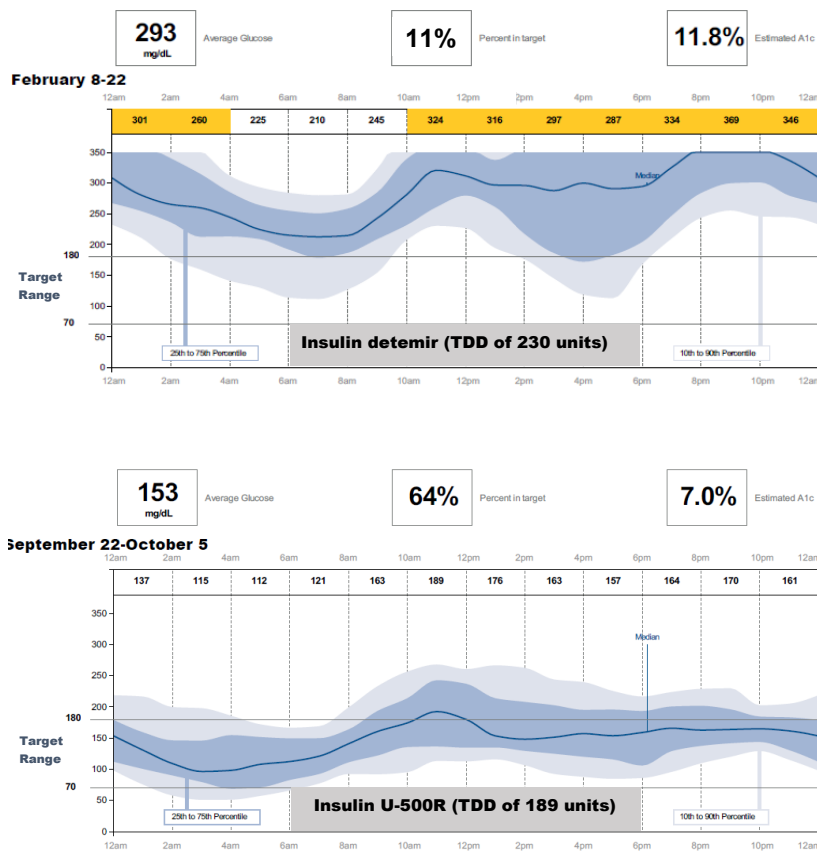 293 mg/dL Average Glucose 11% Percent in target 11.8% Estimated A1c
February 8-22
12am 2am 4am 6am 8am 10am 12pm 2pm 4pm 6pm 8pm 10pm 12am
301 260 225 210 245 324 316 297 287 334 369 346
350
300
Median
250
200
180
150
Target
Range
100
70
50
Insulin detemir (TDD of 230 units)
25th to 75th Percentile 10th to 90th Percentile
0
12am 2am 4am 6am 8am 10am 12pm 2pm 4pm 6pm 8pm 10pm 12am
153 mg/dL Average Glucose 64% Percent in target 7.0% Estimated A1c
September 22-October 5
12am 2am 4am 6am 8am 10am 12pm 2pm 4pm 6pm 8pm 10pm 12am
137 115 112 121 163 189 176 163 157 164 170 161
350
300
Median
250
200
180
150
Target
Range
100
70
50
Insulin U-500R (TDD of 189 units)
25th to 75th Percentile 10th to 90th Percentile
0
12am 2am 4am 6am 8am 10am 12pm 2pm 4pm 6pm 8pm 10pm 12am